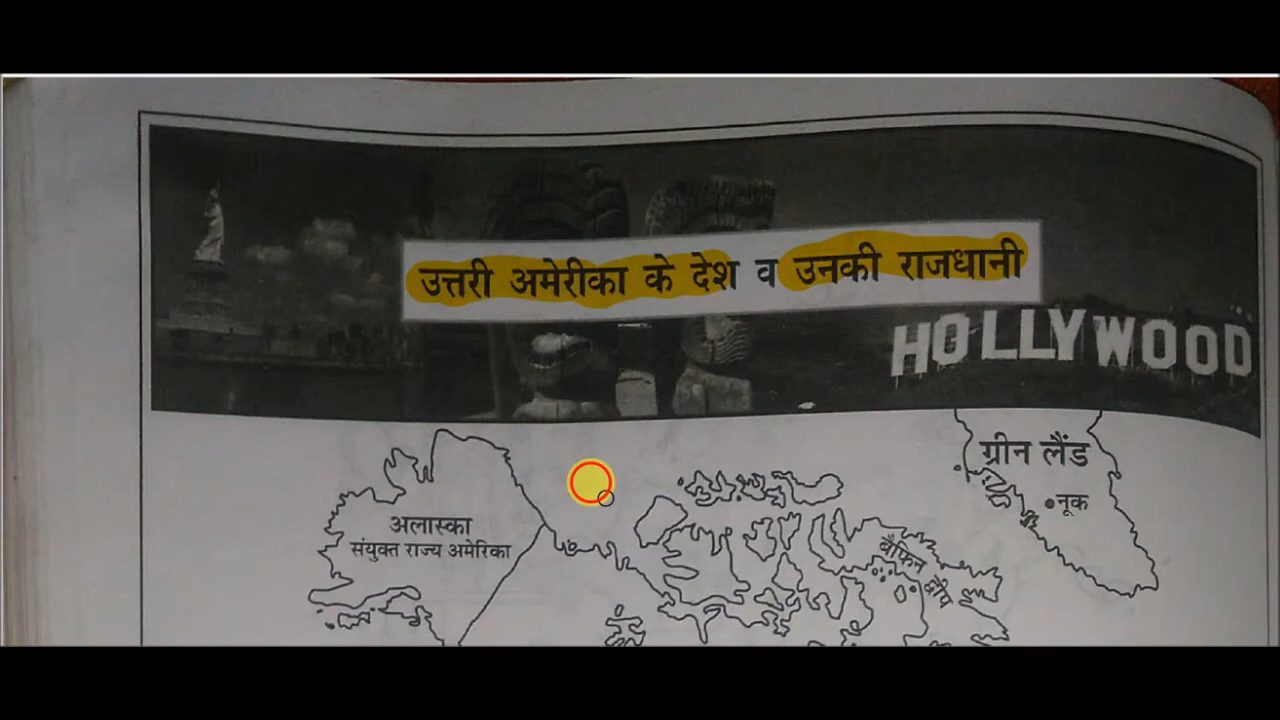 उत्तरी अमेरीका के देश व उनकी राजधानी
HOLLYWOOD
ग्रीन लैंड
नूक
अलास्का
संयुक्त राज्य अमेरिका
बैफिन